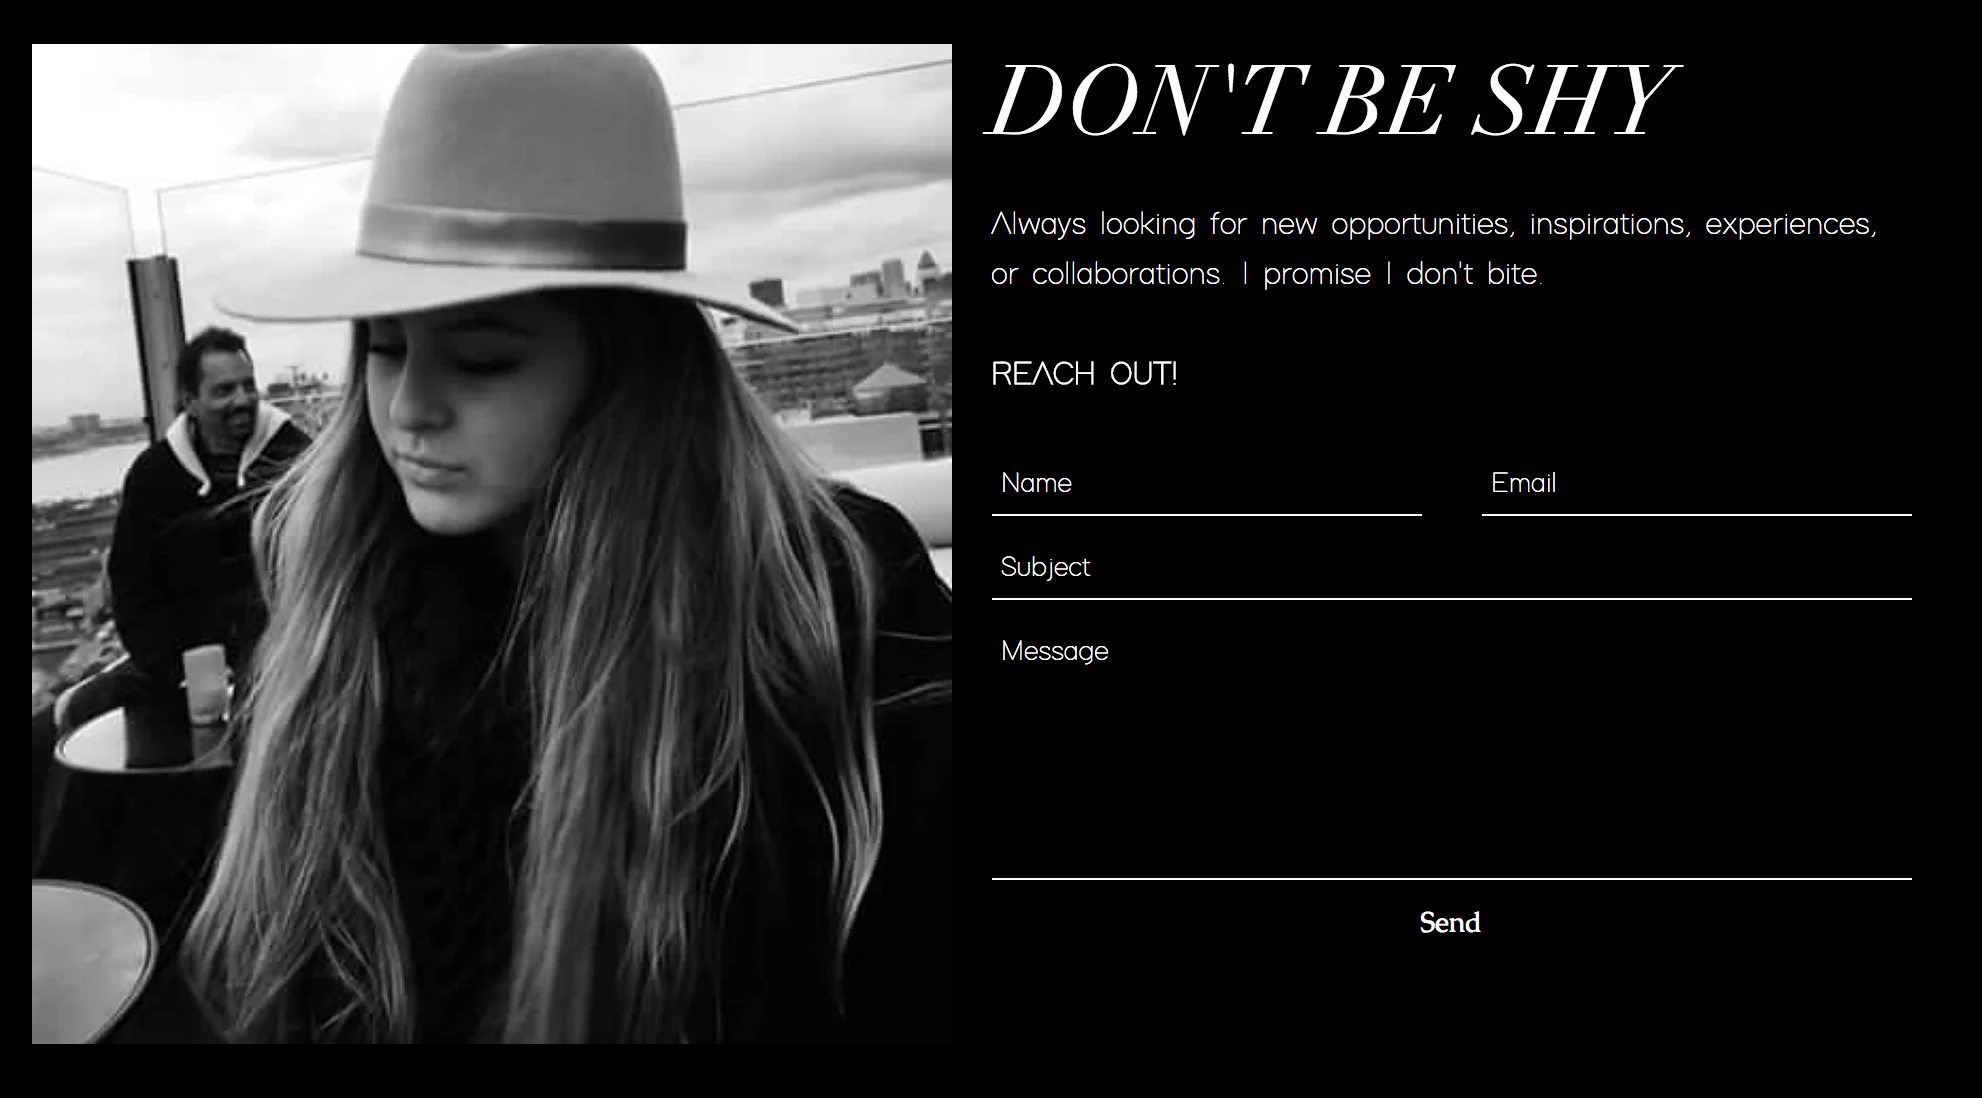 DON'T BE SHY
Always looking for new opportunities, inspirations, experiences,
or collaborations. I promise I don't bite.
REACH OUT!
Name
Email
Subject
Message
Send